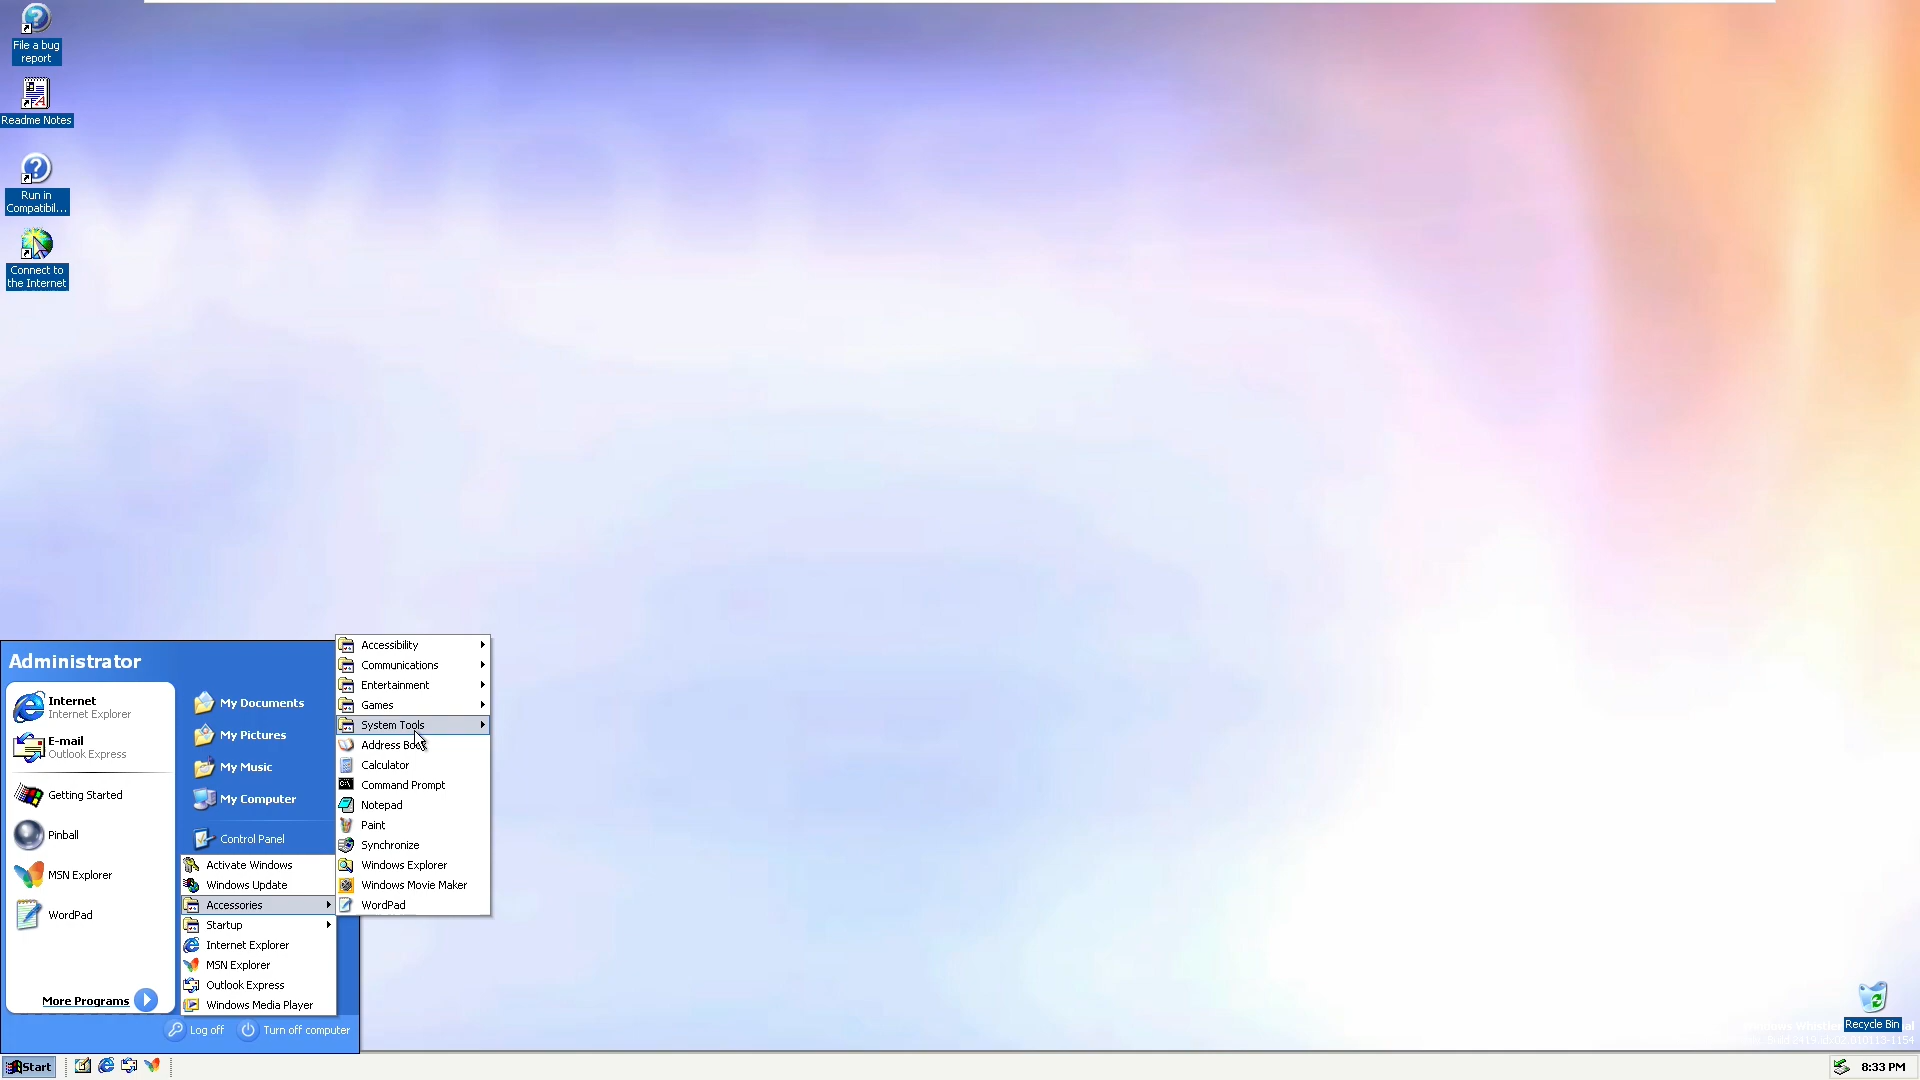 File a bug
report
Readme Notes
Run in
Compatibil...
Connect to
the Internet
Administrator
Internet
Internet Explorer
E-mail
Outlook Express
Getting Started
Pinball
MSN Explorer
WordPad
More Programs
My Documents
My Pictures
My Music
My Computer
Control Panel
Activate Windows
Windows Update
Accessories
Startup
Internet Explorer
MSN Explorer
Outlook Express
Windows Media Player
Accessibility
Communications
Entertainment
Games
System Tools
Address Book
Calculator
Command Prompt
Notepad
Paint
Synchronize
Windows Explorer
Windows Movie Maker
WordPad
Log off
Turn off computer
Recycle Bin
Start
8:33 PM